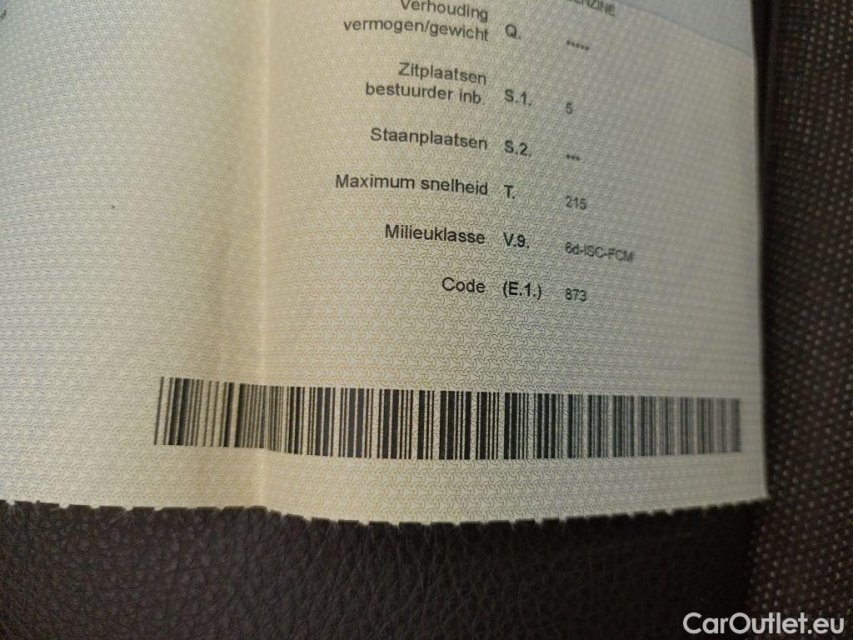 BENZINE
Verhouding
vermogen/gewicht Q. *****
Zitplaatsen
bestuurder inb. S.1. 5
Staanplaatsen S.2. ***
Maximum snelheid T. 215
Milieuklasse V.9. 6d-ISC-FCM
Code (E.1.) 873
CarOutlet.eu